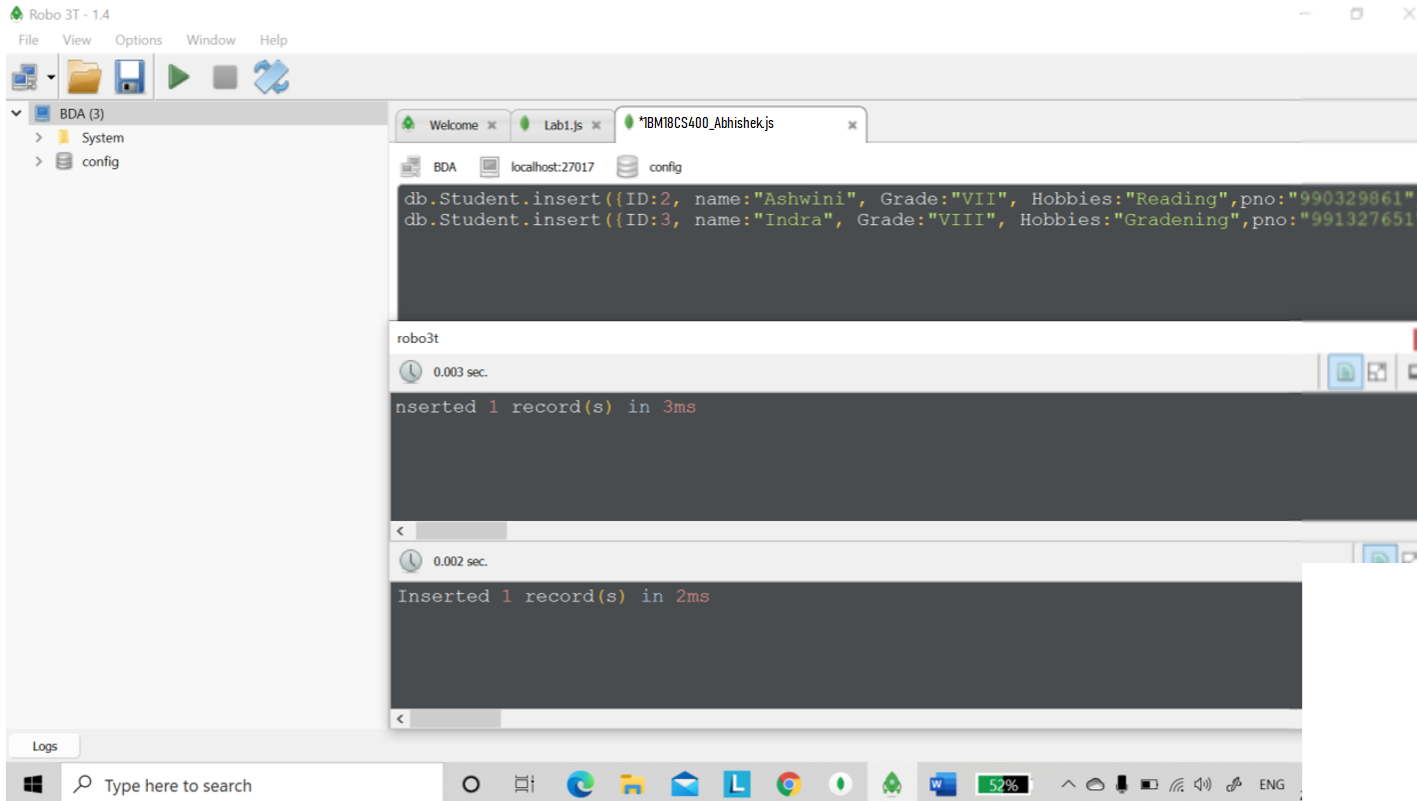 Robo 3T - 1.4
File View Options Window Help
BDA (3)
System
config
Welcome Lab1.js *1BM18CS400_Abhishek.js
BDA localhost:27017 config
db.Student.insert({ID:2, name:"Ashwini", Grade:"VII", Hobbies:"Reading",pno:"990329861"
db.Student.insert({ID:3, name:"Indra", Grade:"VIII", Hobbies:"Gradening",pno:"991327651
robo3t
0.003 sec.
nserted 1 record(s) in 3ms
0.002 sec.
Inserted 1 record(s) in 2ms
Logs
Type here to search
L
W
52%
ENG